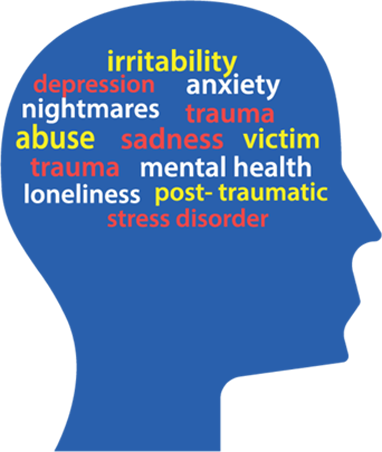 irritability
depression anxiety
nightmares trauma
abuse sadness victim
trauma mental health
loneliness post- traumatic
stress disorder